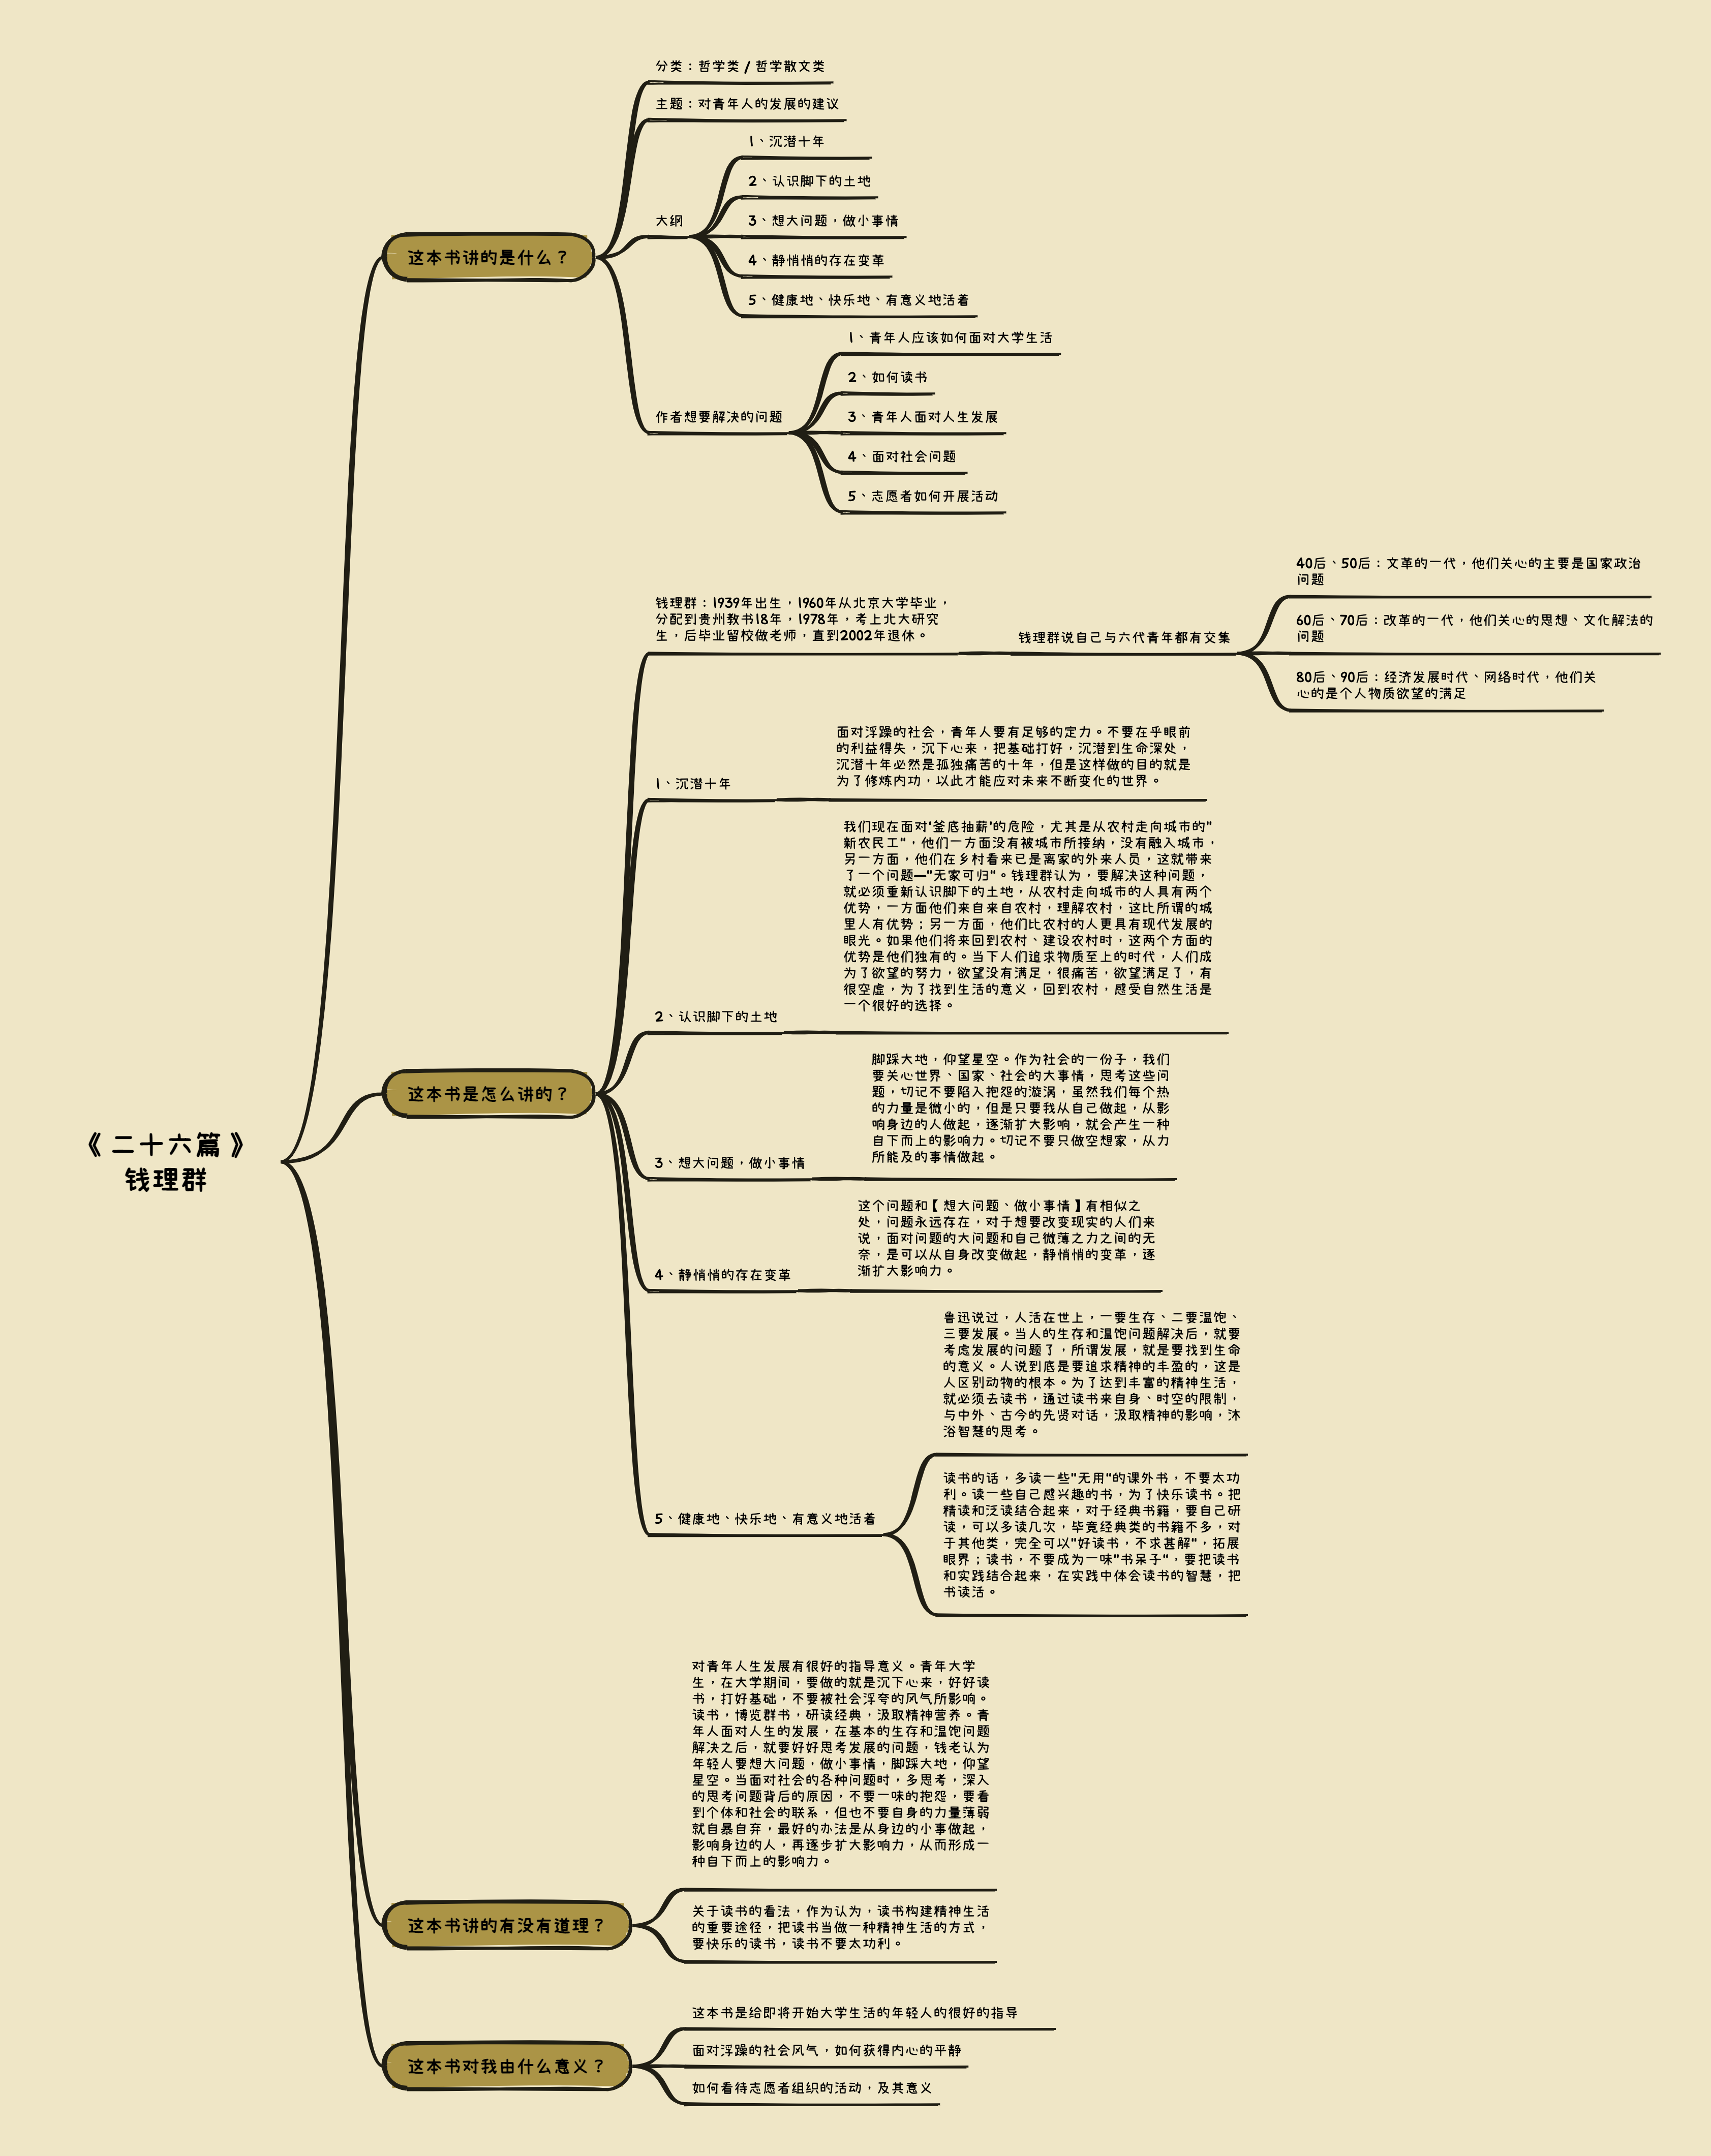 《二十六篇》
钱理群
这本书讲的是什么？
分类：哲学类 / 哲学散文类
主题：对青年人的发展的建议
大纲
1、沉潜十年
2、认识脚下的土地
3、想大问题，做小事情
4、静悄悄的存在变革
5、健康地、快乐地、有意义地活着
作者想要解决的问题
1、青年人应该如何面对大学生活
2、如何读书
3、青年人面对人生发展
4、面对社会问题
5、志愿者如何开展活动
这本书是怎么讲的？
钱理群：1939年出生，1960年从北京大学毕业，
分配到贵州教书18年，1978年，考上北大研究
生，后毕业留校做老师，直到2002年退休。
钱理群说自己与六代青年都有交集
40后、50后：文革的一代，他们关心的主要是国家政治
问题
60后、70后：改革的一代，他们关心的思想、文化解法的
问题
80后、90后：经济发展时代、网络时代，他们关
心的是个人物质欲望的满足
1、沉潜十年
面对浮躁的社会，青年人要有足够的定力。不要在乎眼前
的利益得失，沉下心来，把基础打好，沉潜到生命深处，
沉潜十年必然是孤独痛苦的十年，但是这样做的目的就是
为了修炼内功，以此才能应对未来不断变化的世界。
2、认识脚下的土地
我们现在面对'釜底抽薪'的危险，尤其是从农村走向城市的"
新农民工"，他们一方面没有被城市所接纳，没有融入城市，
另一方面，他们在乡村看来已是离家的外来人员，这就带来
了一个问题—"无家可归"。钱理群认为，要解决这种问题，
就必须重新认识脚下的土地，从农村走向城市的人具有两个
优势，一方面他们来自来自农村，理解农村，这比所谓的城
里人有优势；另一方面，他们比农村的人更具有现代发展的
眼光。如果他们将来回到农村、建设农村时，这两个方面的
优势是他们独有的。当下人们追求物质至上的时代，人们成
为了欲望的努力，欲望没有满足，很痛苦，欲望满足了，有
很空虚，为了找到生活的意义，回到农村，感受自然生活是
一个很好的选择。
3、想大问题，做小事情
脚踩大地，仰望星空。作为社会的一份子，我们
要关心世界、国家、社会的大事情，思考这些问
题，切记不要陷入抱怨的漩涡，虽然我们每个热
的力量是微小的，但是只要我从自己做起，从影
响身边的人做起，逐渐扩大影响，就会产生一种
自下而上的影响力。切记不要只做空想家，从力
所能及的事情做起。
4、静悄悄的存在变革
这个问题和【想大问题、做小事情】有相似之
处，问题永远存在，对于想要改变现实的人们来
说，面对问题的大问题和自己微薄之力之间的无
奈，是可以从自身改变做起，静悄悄的变革，逐
渐扩大影响力。
5、健康地、快乐地、有意义地活着
鲁迅说过，人活在世上，一要生存、二要温饱、
三要发展。当人的生存和温饱问题解决后，就要
考虑发展的问题了，所谓发展，就是要找到生命
的意义。人说到底是要追求精神的丰盈的，这是
人区别动物的根本。为了达到丰富的精神生活，
就必须去读书，通过读书来自身、时空的限制，
与中外、古今的先贤对话，汲取精神的影响，沐
浴智慧的思考。
读书的话，多读一些"无用"的课外书，不要太功
利。读一些自己感兴趣的书，为了快乐读书。把
精读和泛读结合起来，对于经典书籍，要自己研
读，可以多读几次，毕竟经典类的书籍不多，对
于其他类，完全可以"好读书，不求甚解"，拓展
眼界；读书，不要成为一味"书呆子"，要把读书
和实践结合起来，在实践中体会读书的智慧，把
书读活。
这本书讲的有没有道理？
对青年人生发展有很好的指导意义。青年大学
生，在大学期间，要做的就是沉下心来，好好读
书，打好基础，不要被社会浮夸的风气所影响。
读书，博览群书，研读经典，汲取精神营养。青
年人面对人生的发展，在基本的生存和温饱问题
解决之后，就要好好思考发展的问题，钱老认为
年轻人要想大问题，做小事情，脚踩大地，仰望
星空。当面对社会的各种问题时，多思考，深入
的思考问题背后的原因，不要一味的抱怨，要看
到个体和社会的联系，但也不要自身的力量薄弱
就自暴自弃，最好的办法是从身边的小事做起，
影响身边的人，再逐步扩大影响力，从而形成一
种自下而上的影响力。
关于读书的看法，作为认为，读书构建精神生活
的重要途径，把读书当做一种精神生活的方式，
要快乐的读书，读书不要太功利。
这本书对我由什么意义？
这本书是给即将开始大学生活的年轻人的很好的指导
面对浮躁的社会风气，如何获得内心的平静
如何看待志愿者组织的活动，及其意义